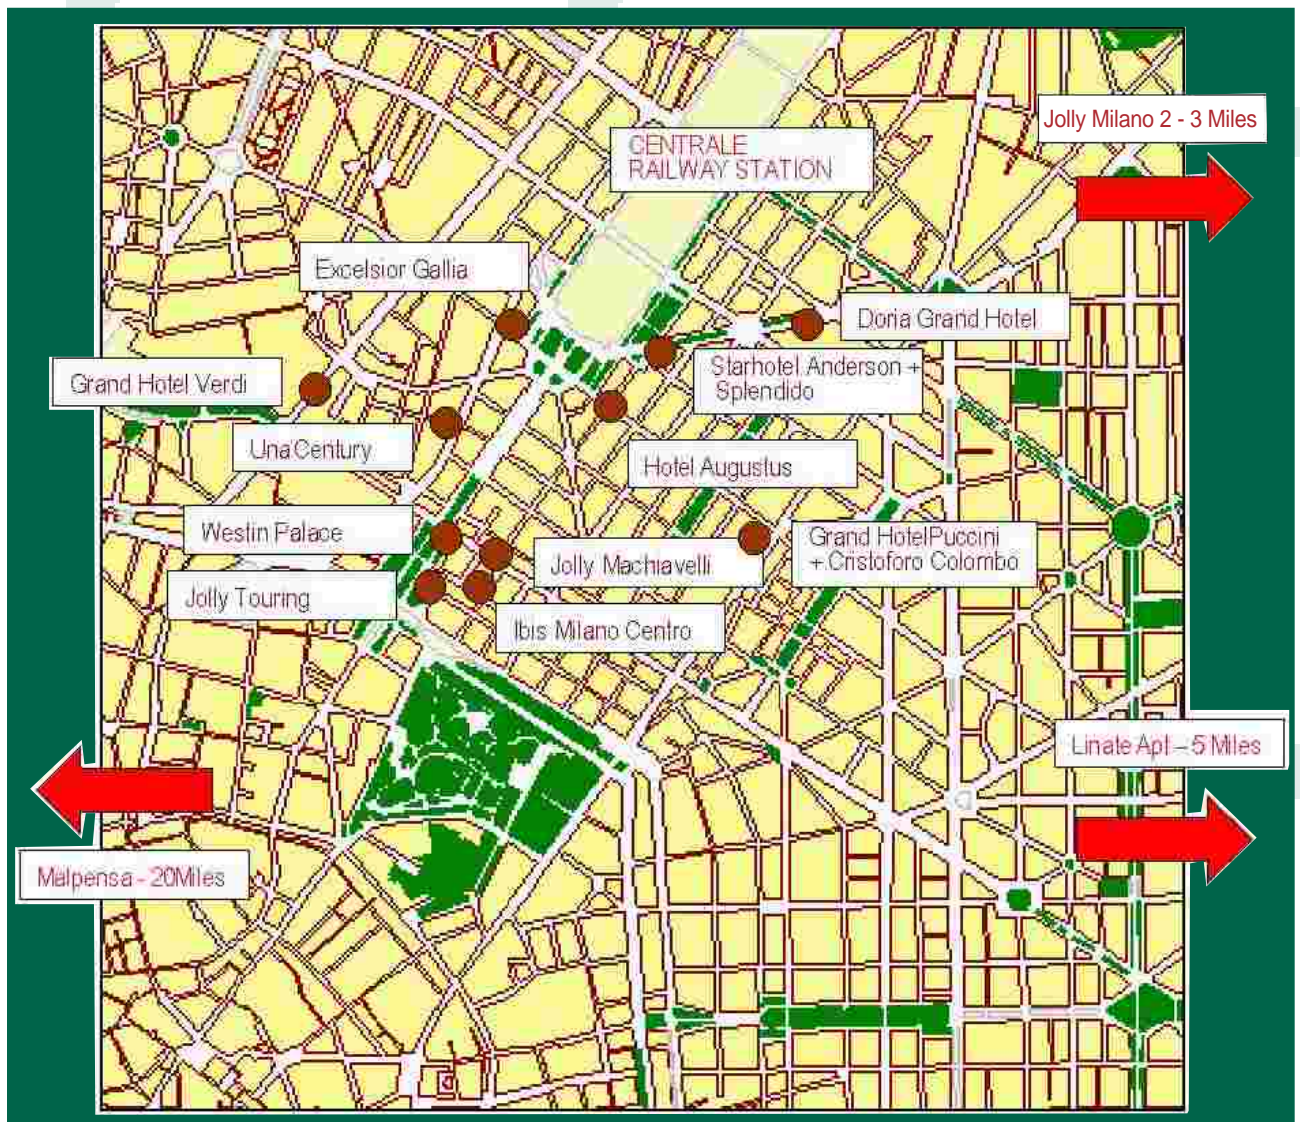 Jolly Milano 2 - 3 Miles
CENTRALE
RAILWAY STATION
Excelsior Gallia
Doria Grand Hotel
Grand Hotel Verdi
Starhotel Anderson +
Splendido
Una Century
Hotel Augustus
Westin Palace
Grand HotelPuccini
+ Cristoforo Colombo
Jolly Machiavelli
Jolly Touring
Ibis Milano Centro
Linate Apt – 5 Miles
Malpensa - 20Miles